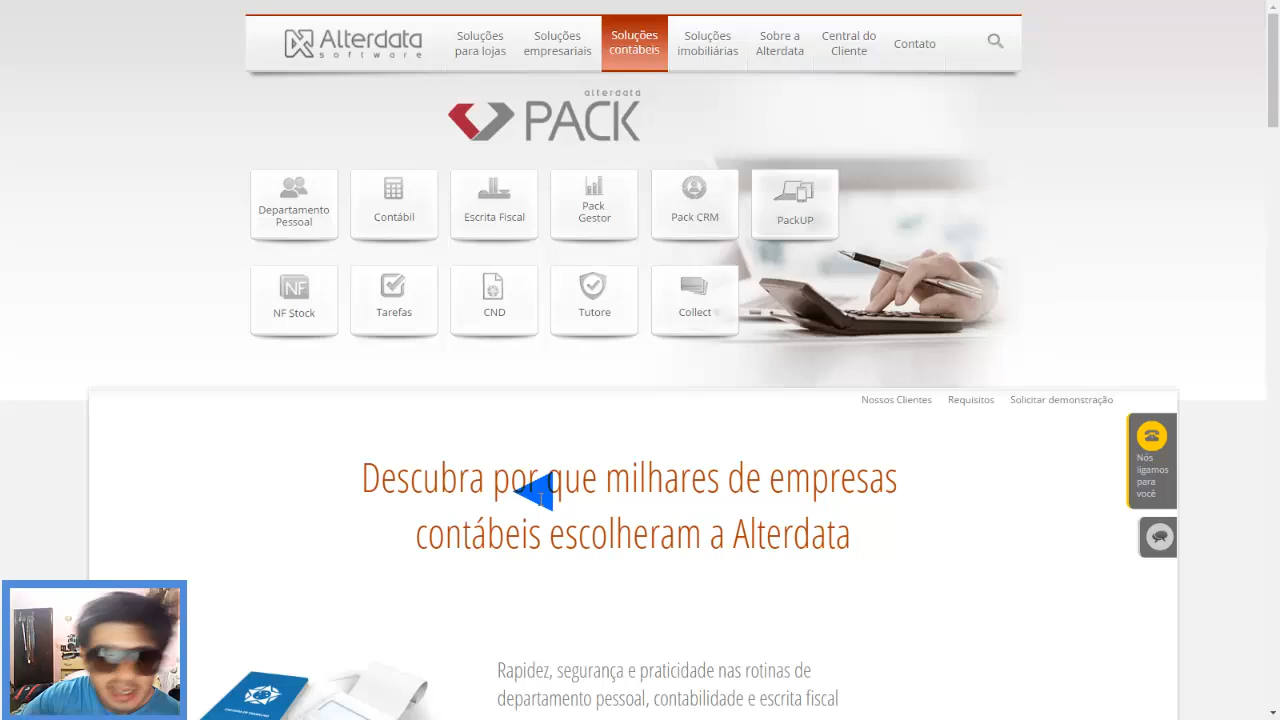 Alterdata
software
Soluções
para lojas
Soluções
empresariais
Soluções
contábeis
Soluções
imobiliárias
Sobre a
Alterdata
Central do
Cliente
Contato
alterdata
PACK
Departamento
Pessoal
Contábil
Escrita Fiscal
Pack
Gestor
Pack CRM
PackUP
NF
NF Stock
Tarefas
CND
Tutore
Collect
Nossos Clientes
Requisitos
Solicitar demonstração
Nós
ligamos
para
você
Descubra por que milhares de empresas
contábeis escolheram a Alterdata
Rapidez, segurança e praticidade nas rotinas de
departamento pessoal, contabilidade e escrita fiscal